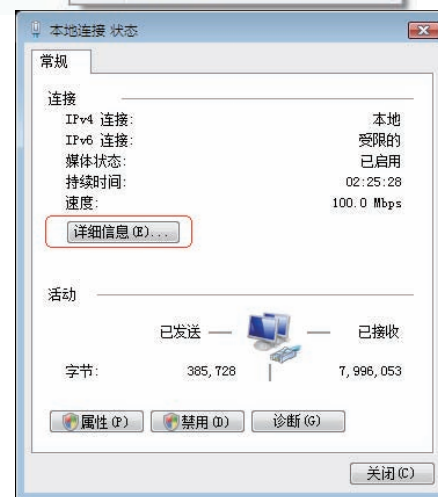 本地连接 状态
常规
连接
IPv4 连接: 本地
IPv6 连接: 受限的
媒体状态: 已启用
持续时间: 02:25:28
速度: 100.0 Mbps
详细信息(E)...
活动
已发送 — — 已接收
字节: 385,728 7,996,053
属性(P) 禁用(D) 诊断(G)
关闭(C)